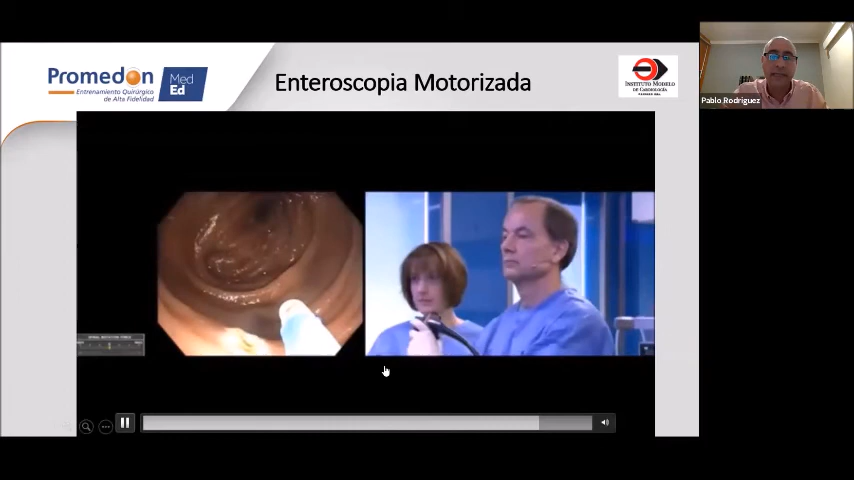 Promedon
Entrenamiento Quirúrgico
de Alta Fidelidad
Med
Ed
Enteroscopia Motorizada
INSTITUTO MODELO
DE CARDIOLOGÍA
Pablo Rodriguez